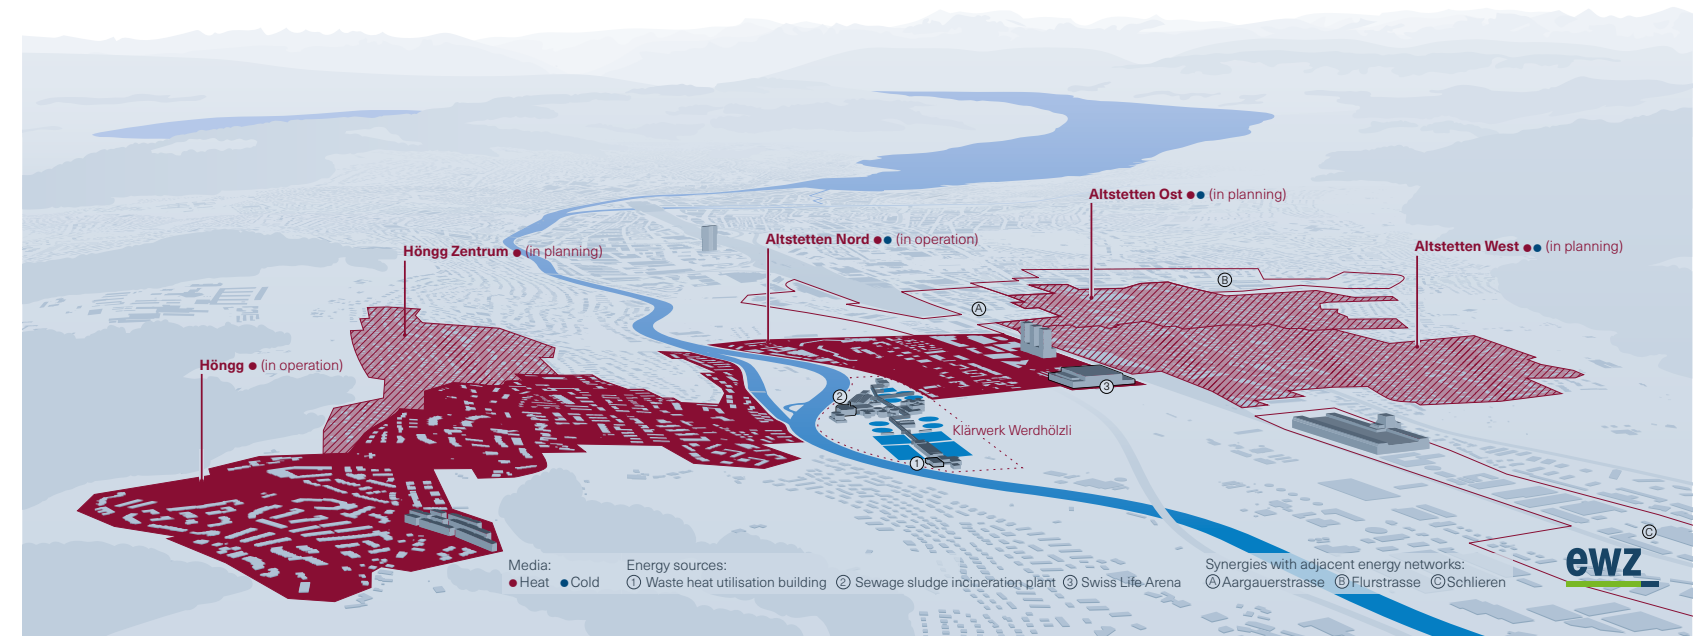 Altstetten Ost (in planning)
Altstetten Nord (in operation)
Altstetten West (in planning)
Höngg Zentrum (in planning)
B
A
Höngg (in operation)
3
2
Klärwerk Werdhölzli
1
C
Media:
Heat Cold
Energy sources:
1 Waste heat utilisation building 2 Sewage sludge incineration plant 3 Swiss Life Arena
Synergies with adjacent energy networks:
A Aargauerstrasse B Flurstrasse C Schlieren
ewz